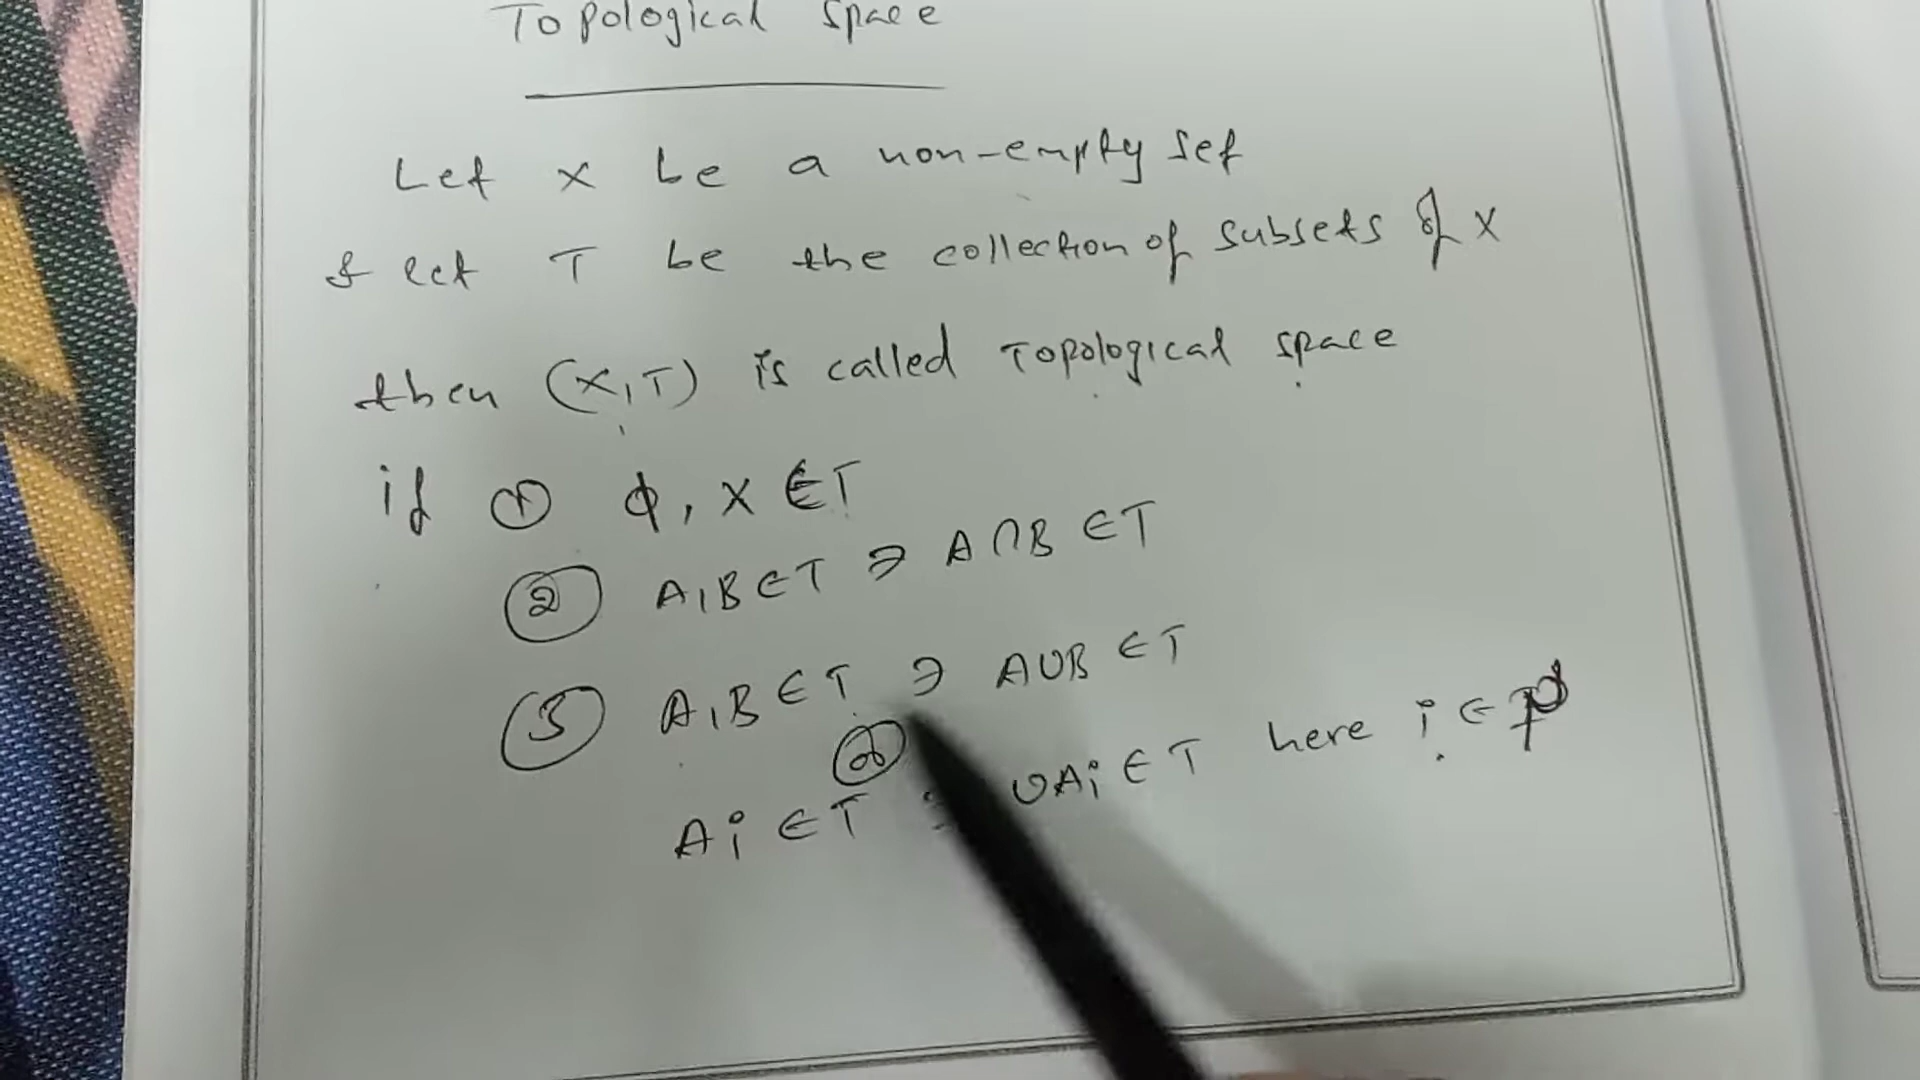 Topological space
Let X be a non-empty set
& let T be the collection of subsets of X
then (X, T) is called Topological space
if ① ϕ, X ∈ T
② A, B ∈ T ⇒ A ∩ B ∈ T
③ A, B ∈ T ⇒ A ∪ B ∈ T
or
Ai ∈ T ∪Ai ∈ T here i ∈